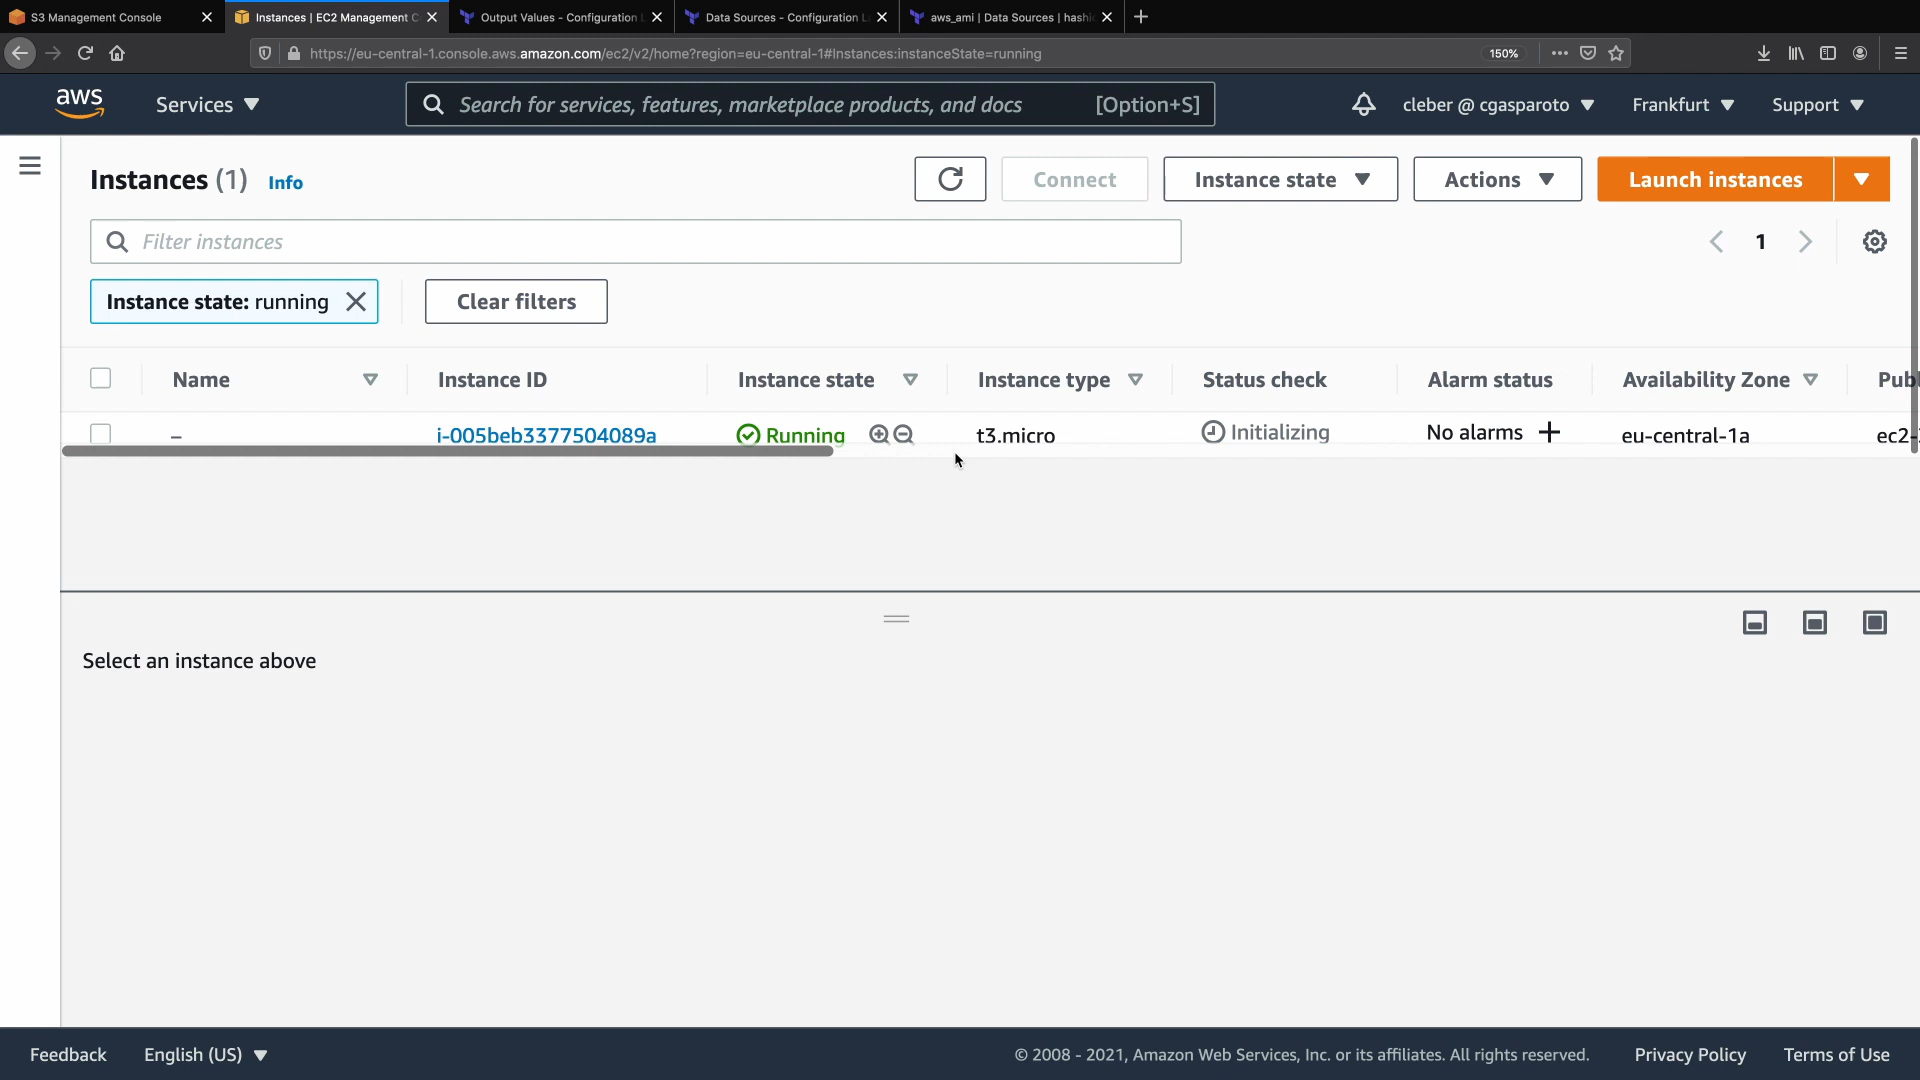 S3 Management Console
Instances | EC2 Management C
Output Values - Configuration L
Data Sources - Configuration L
aws_ami | Data Sources | hashi
https://eu-central-1.console.aws.amazon.com/ec2/v2/home?region=eu-central-1#Instances:instanceState=running
150%
aws
Services
Search for services, features, marketplace products, and docs
[Option+S]
cleber @ cgasparoto
Frankfurt
Support
Instances (1)
Info
Connect
Instance state
Actions
Launch instances
Filter instances
1
Instance state: running
Clear filters
Name
Instance ID
Instance state
Instance type
Status check
Alarm status
Availability Zone
Publ
–
i-005beb3377504089a
Running
t3.micro
Initializing
No alarms
eu-central-1a
ec2-
Select an instance above
Feedback
English (US)
© 2008 - 2021, Amazon Web Services, Inc. or its affiliates. All rights reserved.
Privacy Policy
Terms of Use